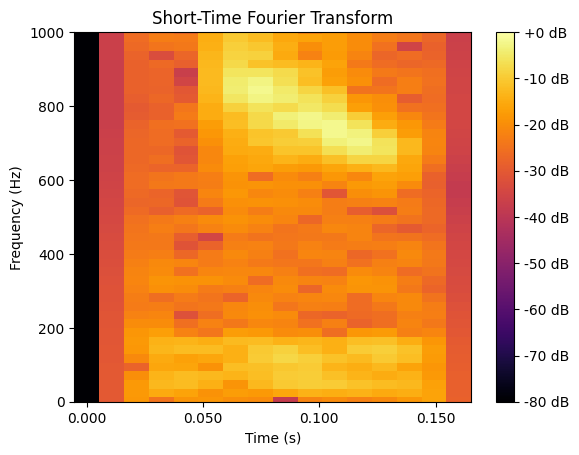 Short-Time Fourier Transform
1000
800
600
400
200
0
Frequency (Hz)
0.000
0.050
0.100
0.150
Time (s)
+0 dB
-10 dB
-20 dB
-30 dB
-40 dB
-50 dB
-60 dB
-70 dB
-80 dB